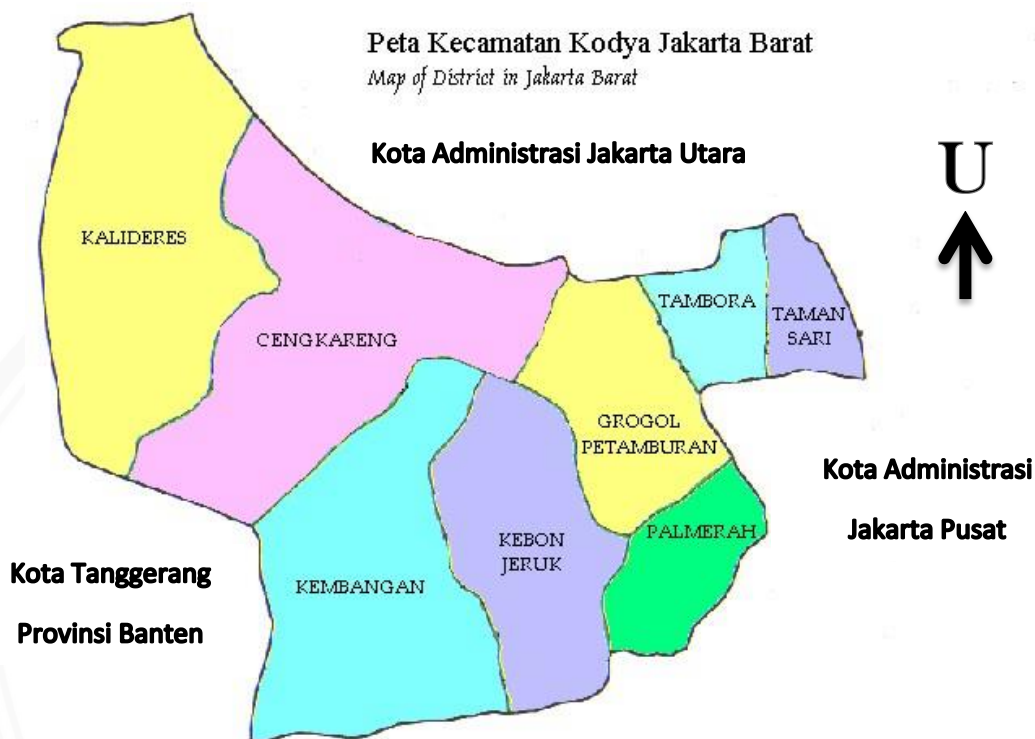 Peta Kecamatan Kodya Jakarta Barat
Map of District in Jakarta Barat
Kota Administrasi Jakarta Utara
U
KALIDERES
CENGKARENG
TAMBORA
TAMAN
SARI
GROGOL
PETAMBURAN
Kota Administrasi
Jakarta Pusat
PALMERAH
KEBON
JERUK
KEMBANGAN
Kota Tanggerang
Provinsi Banten